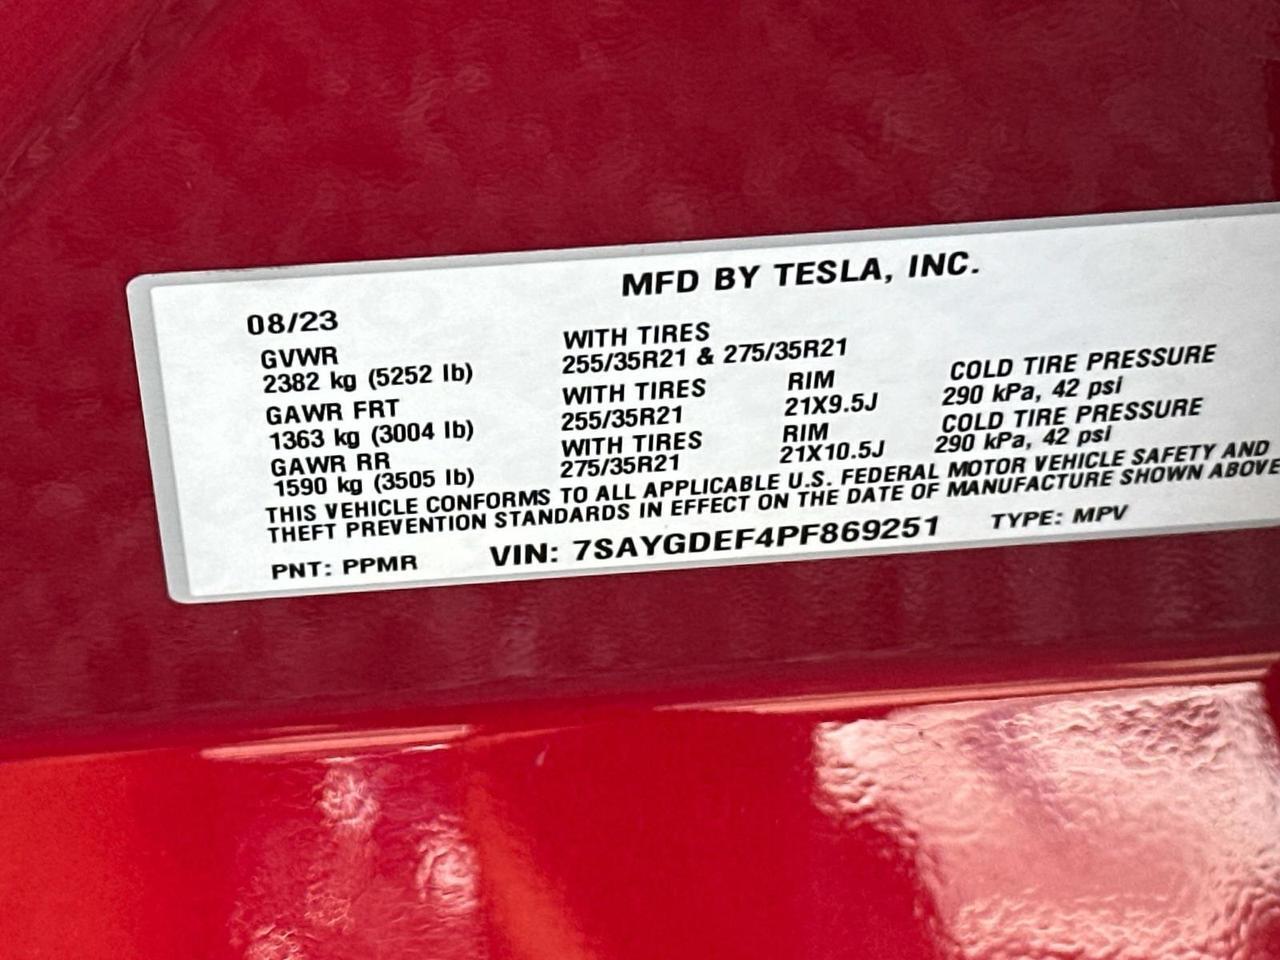 MFD BY TESLA, INC.
08/23
GVWR
2382 kg (5252 lb)
WITH TIRES
255/35R21 & 275/35R21
GAWR FRT
1363 kg (3004 lb)
WITH TIRES
255/35R21
RIM
21X9.5J
COLD TIRE PRESSURE
290 kPa, 42 psi
GAWR RR
1590 kg (3505 lb)
WITH TIRES
275/35R21
RIM
21X10.5J
COLD TIRE PRESSURE
290 kPa, 42 psi
THIS VEHICLE CONFORMS TO ALL APPLICABLE U.S. FEDERAL MOTOR VEHICLE SAFETY AND
THEFT PREVENTION STANDARDS IN EFFECT ON THE DATE OF MANUFACTURE SHOWN ABOVE
PNT: PPMR
VIN: 7SAYGDEF4PF869251
TYPE: MPV